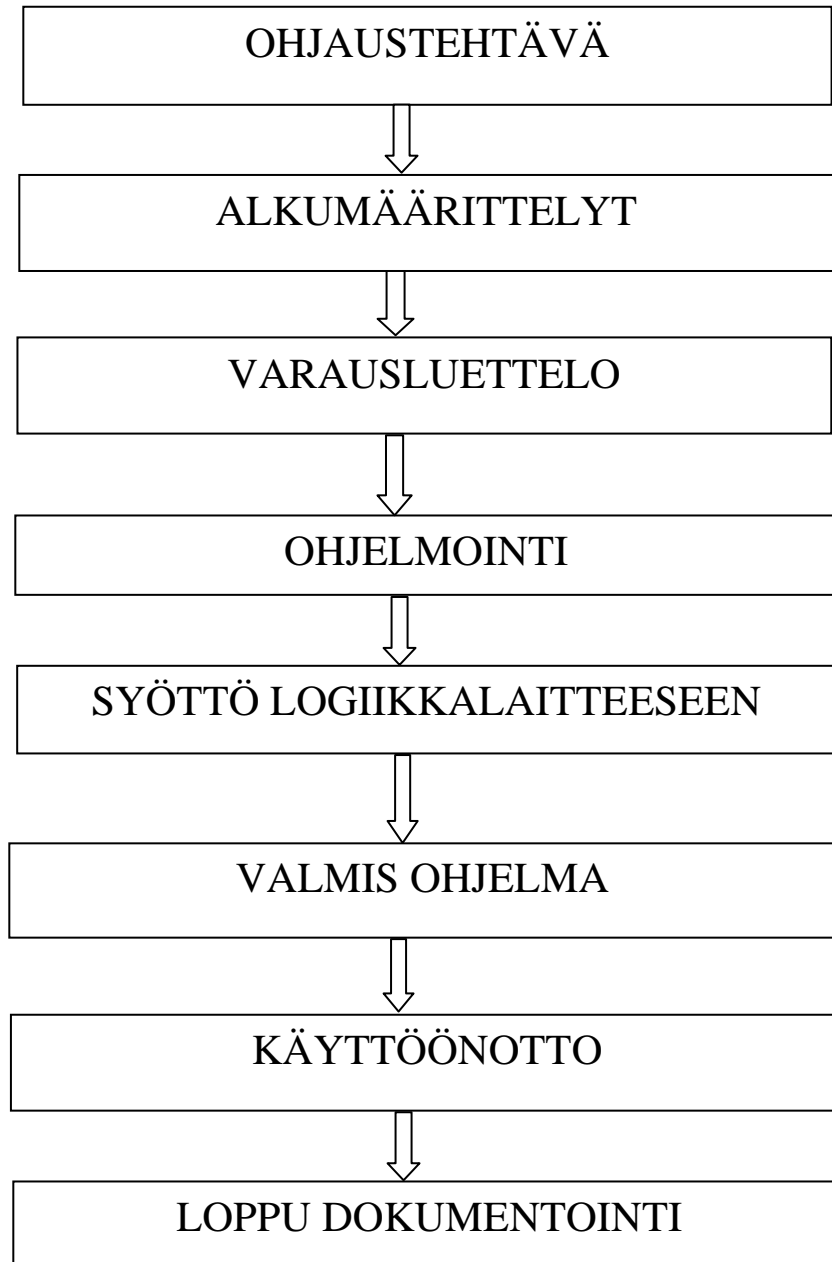 OHJAUSTEHTÄVÄ
ALKUMÄÄRITTELYT
VARAUSLUETTELO
OHJELMOINTI
SYÖTTÖ LOGIIKKALAITTEESEEN
VALMIS OHJELMA
KÄYTTÖÖNOTTO
LOPPU DOKUMENTOINTI